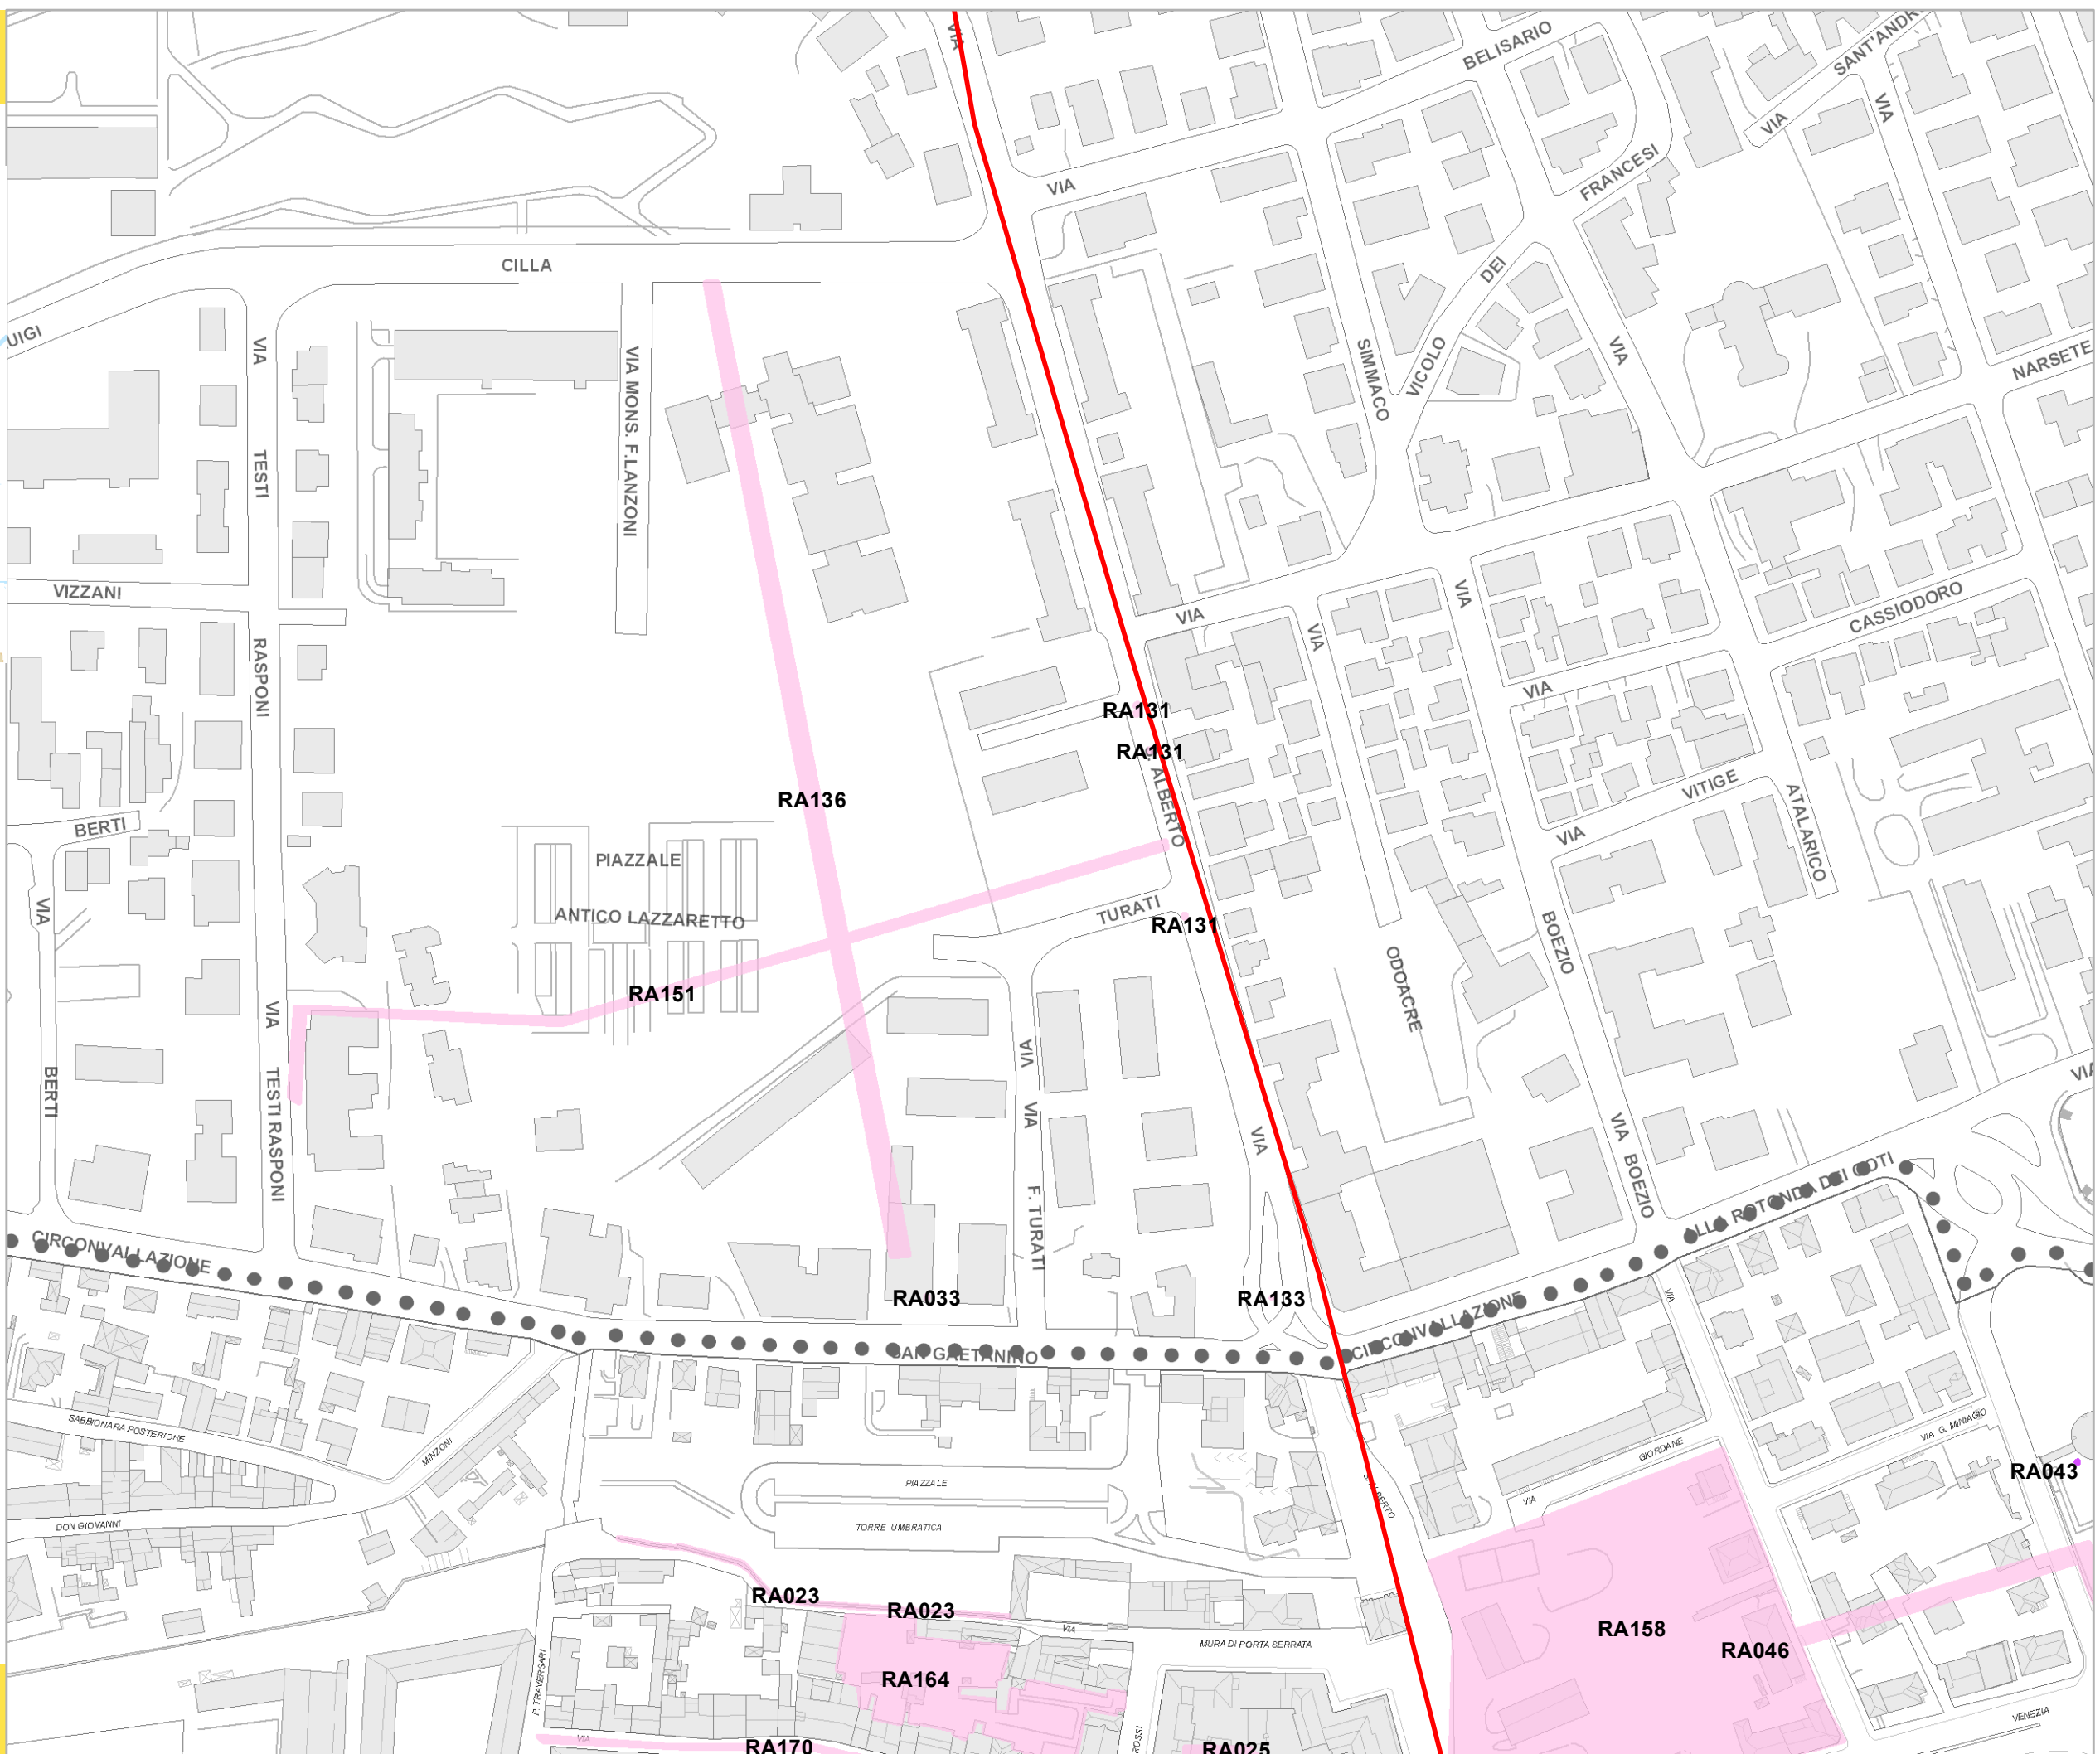 VIA
BELISARIO
SANT'ANDR
VIA
VIA
FRANCESI
VIA
CILLA
DEI
UIGI
VIA
VIA MONS. F.LANZONI
SIMMACO
VICOLO
VIA
NARSETE
TESTI
VIZZANI
VIA
VIA
VIA
CASSIODORO
RASPONI
VIA
RA131
RA131
S. ALBERTO
RA136
VITIGE
ATALARICO
BERTI
VIA
PIAZZALE
ANTICO LAZZARETTO
TURATI
RA131
VIA
BOEZIO
ODOACRE
RA151
VIA
VIA
BERTI
TESTI RASPONI
VIA
VIA
VIA
VIA
BOEZIO
F. TURATI
VIA
CIRCONVALLAZIONE
ALLA ROTONDA DEI GOTI
RA033
RA133
CIRCONVALLAZIONE
VIA
SAN GAETANINO
SABBIONARA POSTERIORE
MINZONI
VIA G. MINIAGIO
GIORDANE
RA043
PIAZZALE
VIA
S. ALBERTO
DON GIOVANNI
TORRE UMBRATICA
RA023
RA023
VIA
MURA DI PORTA SERRATA
RA158
RA046
P. TRAVERSARI
RA164
VENEZIA
ROSSI
VIA
RA170
RA025